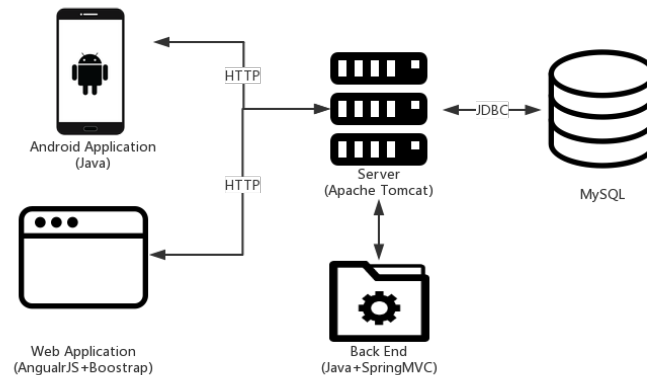 HTTP
Android Application
(Java)
Server
(Apache Tomcat)
JDBC
MySQL
HTTP
Web Application
(AngualrJS+Boostrap)
Back End
(Java+SpringMVC)